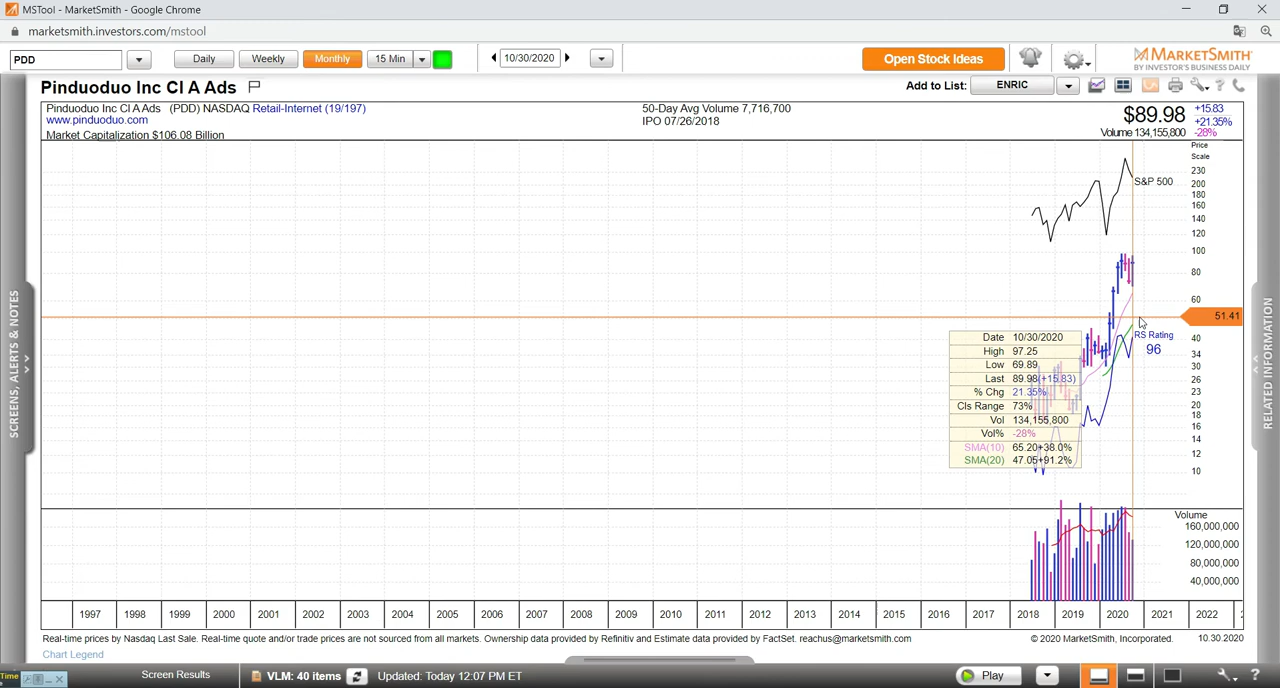 MSTool - MarketSmith - Google Chrome
marketsmith.investors.com/mstool
PDD
Daily
Weekly
Monthly
15 Min
10/30/2020
Open Stock Ideas
MARKETSMITH
BY INVESTOR'S BUSINESS DAILY
Pinduoduo Inc Cl A Ads
Add to List:
ENRIC
Pinduoduo Inc Cl A Ads (PDD) NASDAQ Retail-Internet (19/197)
www.pinduoduo.com
Market Capitalization $106.08 Billion
50-Day Avg Volume 7,716,700
IPO 07/26/2018
$89.98
+15.83
+21.35%
Volume 134,155,800
-28%
Price
Scale
230
200
180
160
140
120
100
80
60
51.41
40
34
30
26
23
20
18
16
14
12
10
S&P 500
RS Rating
96
Date 10/30/2020
High 97.25
Low 69.89
Last 89.98(+15.83)
% Chg 21.35%
Cls Range 73%
Vol 134,155,800
Vol% -28%
SMA(10) 65.20+38.0%
SMA(20) 47.05+91.2%
Volume
160,000,000
120,000,000
80,000,000
40,000,000
1997 1998 1999 2000 2001 2002 2003 2004 2005 2006 2007 2008 2009 2010 2011 2012 2013 2014 2015 2016 2017 2018 2019 2020 2021 2022
Real-time prices by Nasdaq Last Sale. Real-time quote and/or trade prices are not sourced from all markets. Ownership data provided by Refinitiv and Estimate data provided by FactSet. reachus@marketsmith.com
© 2020 MarketSmith, Incorporated.
10.30.2020
Chart Legend
SCREENS, ALERTS & NOTES
RELATED INFORMATION
Time
Screen Results
VLM: 40 items
Updated: Today 12:07 PM ET
Play